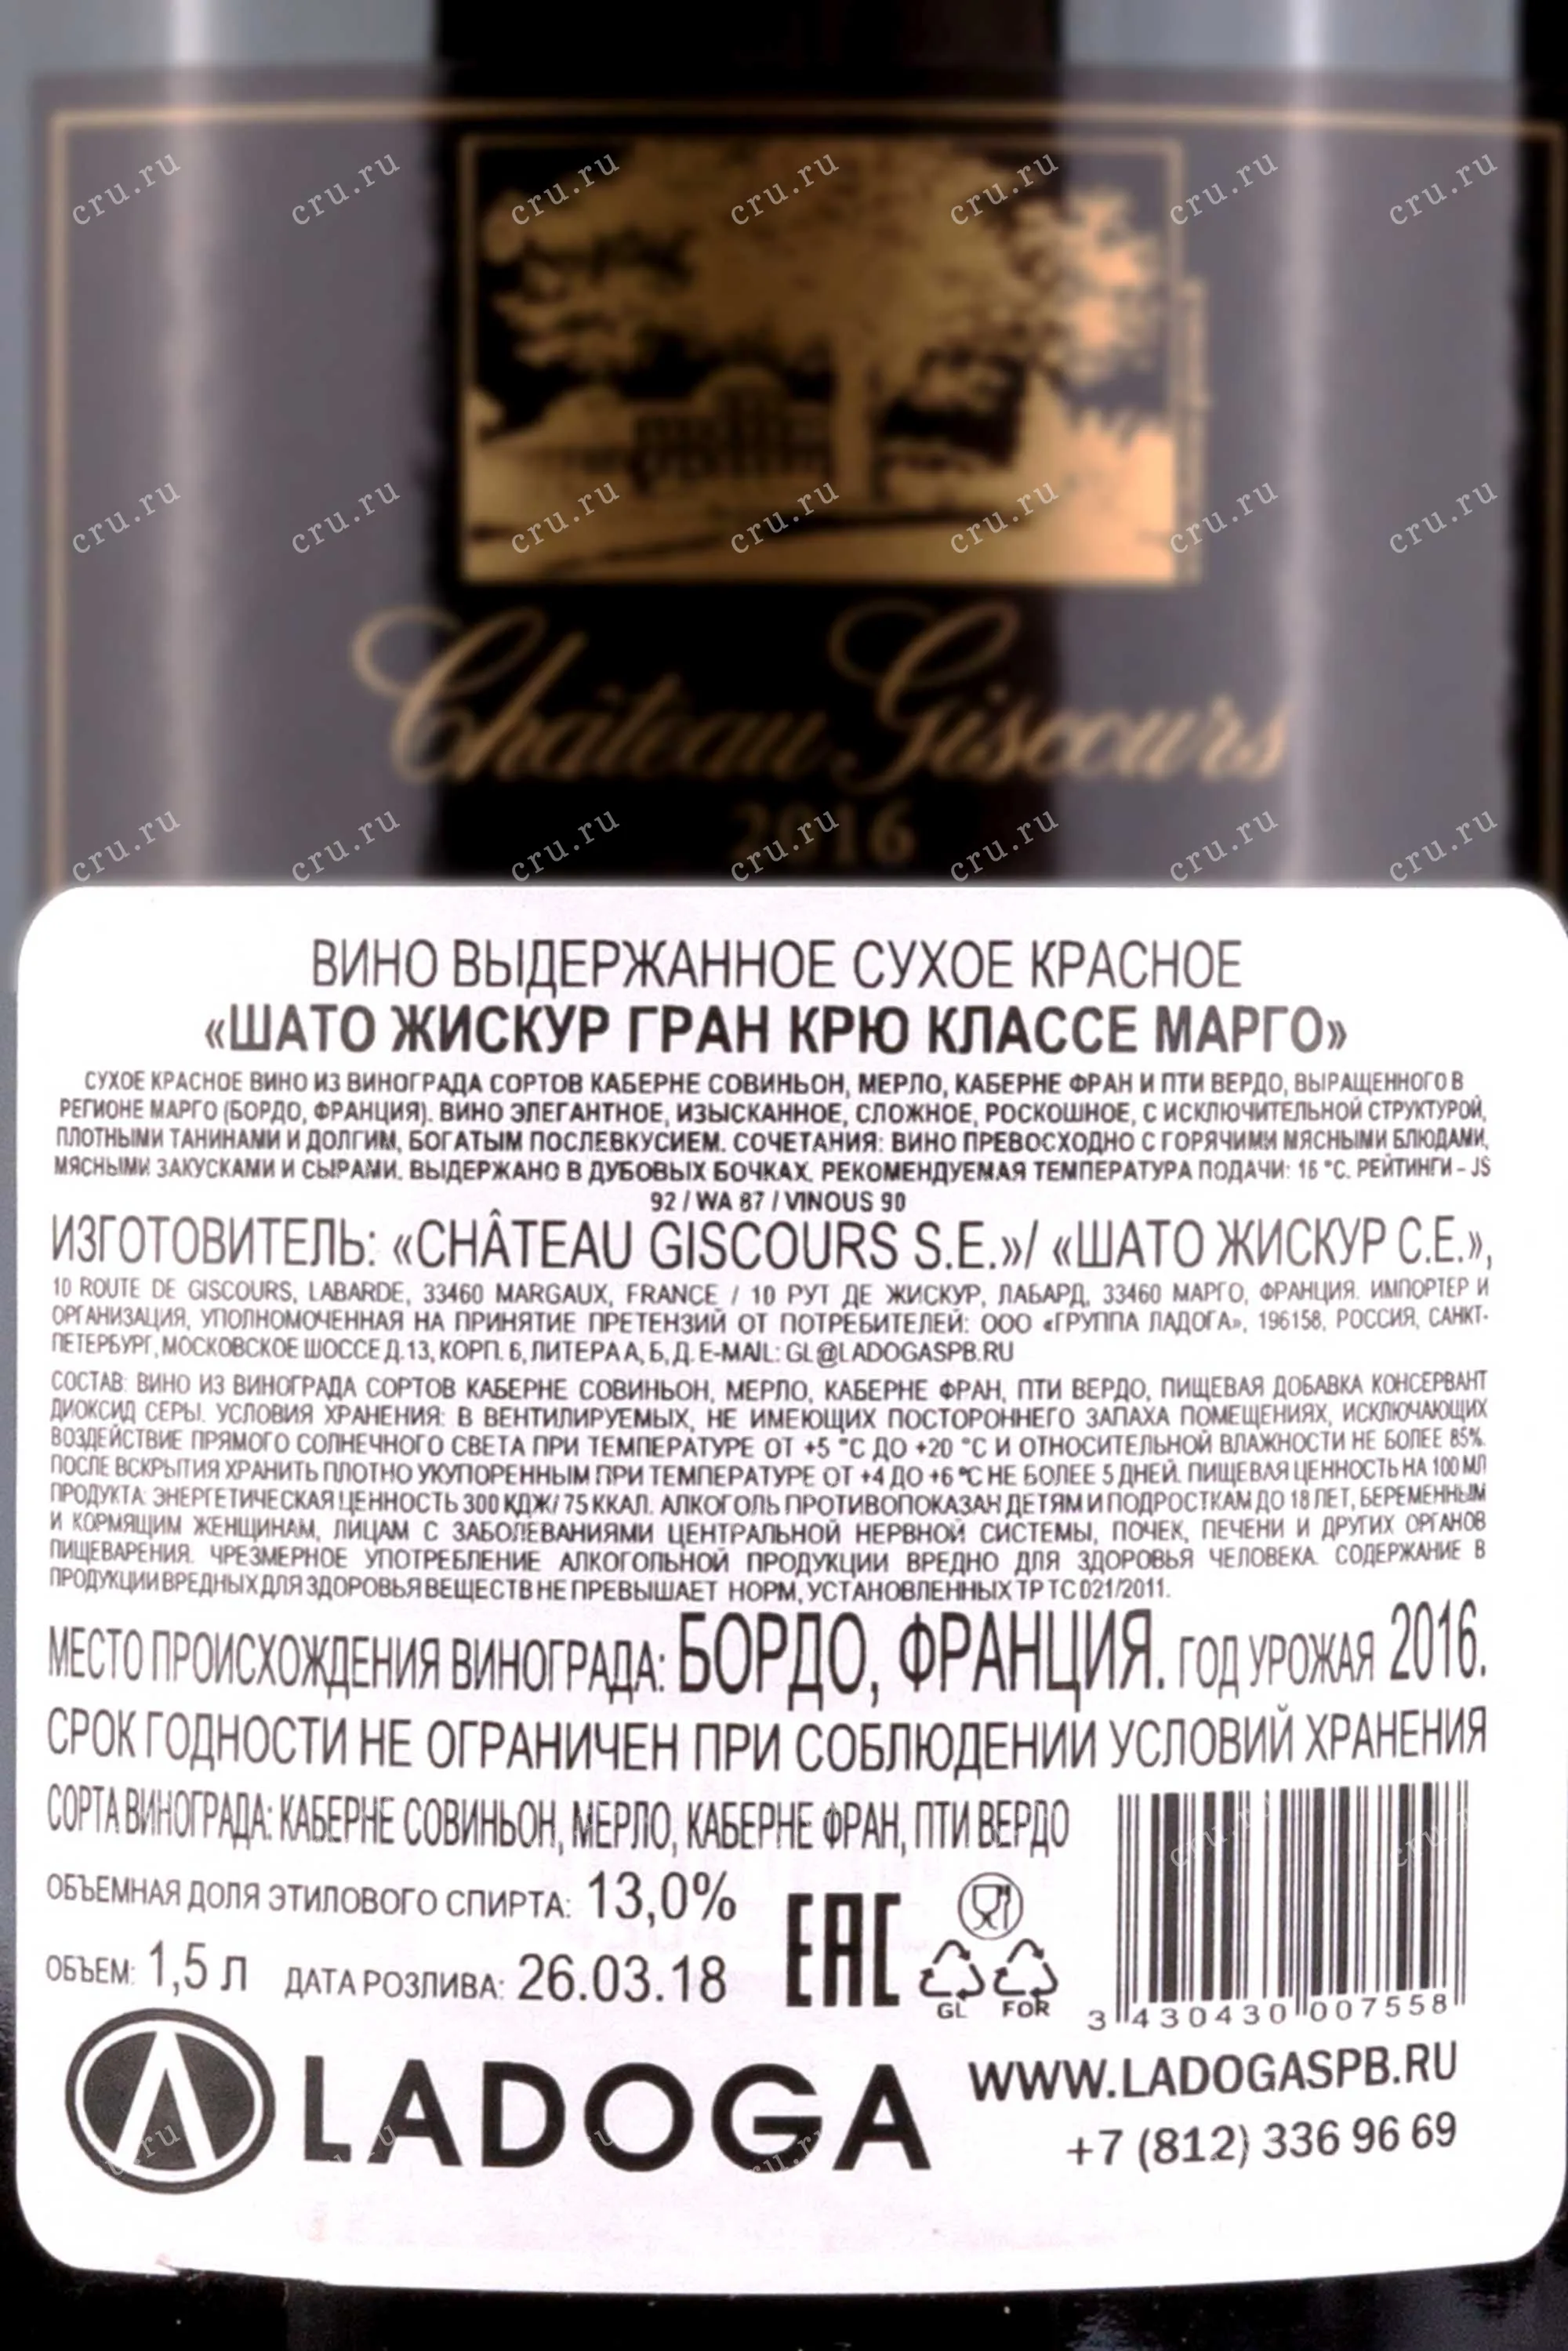 Château Giscours
2016
ВИНО ВЫДЕРЖАННОЕ СУХОЕ КРАСНОЕ
«ШАТО ЖИСКУР ГРАН КРЮ КЛАССЕ МАРГО»
СУХОЕ КРАСНОЕ ВИНО ИЗ ВИНОГРАДА СОРТОВ КАБЕРНЕ СОВИНЬОН, МЕРЛО, КАБЕРНЕ ФРАН И ПТИ ВЕРДО, ВЫРАЩЕННОГО В
РЕГИОНЕ МАРГО (БОРДО, ФРАНЦИЯ). ВИНО ЭЛЕГАНТНОЕ, ИЗЫСКАННОЕ, СЛОЖНОЕ, РОСКОШНОЕ, С ИСКЛЮЧИТЕЛЬНОЙ СТРУКТУРОЙ,
ПЛОТНЫМИ ТАНИНАМИ И ДОЛГИМ, БОГАТЫМ ПОСЛЕВКУСИЕМ. СОЧЕТАНИЯ: ВИНО ПРЕВОСХОДНО С ГОРЯЧИМИ МЯСНЫМИ БЛЮДАМИ,
МЯСНЫМИ ЗАКУСКАМИ И СЫРАМИ. ВЫДЕРЖАНО В ДУБОВЫХ БОЧКАХ. РЕКОМЕНДУЕМАЯ ТЕМПЕРАТУРА ПОДАЧИ: 16 °С. РЕЙТИНГИ – JS
92 / WA 87 / VINOUS 90
ИЗГОТОВИТЕЛЬ: «CHÂTEAU GISCOURS S.E.»/ «ШАТО ЖИСКУР С.Е.»,
10 ROUTE DE GISCOURS, LABARDE, 33460 MARGAUX, FRANCE / 10 РУТ ДЕ ЖИСКУР, ЛАБАРД, 33460 МАРГО, ФРАНЦИЯ. ИМПОРТЕР И
ОРГАНИЗАЦИЯ, УПОЛНОМОЧЕННАЯ НА ПРИНЯТИЕ ПРЕТЕНЗИЙ ОТ ПОТРЕБИТЕЛЕЙ: ООО «ГРУППА ЛАДОГА», 196158, РОССИЯ, САНКТ-
ПЕТЕРБУРГ, МОСКОВСКОЕ ШОССЕ Д.13, КОРП. 6, ЛИТЕРА А, Б, Д. E-MAIL: GL@LADOGASPB.RU
СОСТАВ: ВИНО ИЗ ВИНОГРАДА СОРТОВ КАБЕРНЕ СОВИНЬОН, МЕРЛО, КАБЕРНЕ ФРАН, ПТИ ВЕРДО, ПИЩЕВАЯ ДОБАВКА КОНСЕРВАНТ
ДИОКСИД СЕРЫ. УСЛОВИЯ ХРАНЕНИЯ: В ВЕНТИЛИРУЕМЫХ, НЕ ИМЕЮЩИХ ПОСТОРОННЕГО ЗАПАХА ПОМЕЩЕНИЯХ, ИСКЛЮЧАЮЩИХ
ВОЗДЕЙСТВИЕ ПРЯМОГО СОЛНЕЧНОГО СВЕТА ПРИ ТЕМПЕРАТУРЕ ОТ +5 °С ДО +20 °С И ОТНОСИТЕЛЬНОЙ ВЛАЖНОСТИ НЕ БОЛЕЕ 85%.
ПОСЛЕ ВСКРЫТИЯ ХРАНИТЬ ПЛОТНО УКУПОРЕННЫМ ПРИ ТЕМПЕРАТУРЕ ОТ +4 ДО +6 °С НЕ БОЛЕЕ 5 ДНЕЙ. ПИЩЕВАЯ ЦЕННОСТЬ НА 100 МЛ
ПРОДУКТА: ЭНЕРГЕТИЧЕСКАЯ ЦЕННОСТЬ 300 КДЖ/ 75 ККАЛ. АЛКОГОЛЬ ПРОТИВОПОКАЗАН ДЕТЯМ И ПОДРОСТКАМ ДО 18 ЛЕТ, БЕРЕМЕННЫМ
И КОРМЯЩИМ ЖЕНЩИНАМ, ЛИЦАМ С ЗАБОЛЕВАНИЯМИ ЦЕНТРАЛЬНОЙ НЕРВНОЙ СИСТЕМЫ, ПОЧЕК, ПЕЧЕНИ И ДРУГИХ ОРГАНОВ
ПИЩЕВАРЕНИЯ. ЧРЕЗМЕРНОЕ УПОТРЕБЛЕНИЕ АЛКОГОЛЬНОЙ ПРОДУКЦИИ ВРЕДНО ДЛЯ ЗДОРОВЬЯ ЧЕЛОВЕКА. СОДЕРЖАНИЕ В
ПРОДУКЦИИ ВРЕДНЫХ ДЛЯ ЗДОРОВЬЯ ВЕЩЕСТВ НЕ ПРЕВЫШАЕТ НОРМ, УСТАНОВЛЕННЫХ ТР ТС 021/2011.
МЕСТО ПРОИСХОЖДЕНИЯ ВИНОГРАДА: БОРДО, ФРАНЦИЯ. ГОД УРОЖАЯ 2016.
СРОК ГОДНОСТИ НЕ ОГРАНИЧЕН ПРИ СОБЛЮДЕНИИ УСЛОВИЙ ХРАНЕНИЯ
СОРТА ВИНОГРАДА: КАБЕРНЕ СОВИНЬОН, МЕРЛО, КАБЕРНЕ ФРАН, ПТИ ВЕРДО
ОБЪЕМНАЯ ДОЛЯ ЭТИЛОВОГО СПИРТА: 13,0%
ОБЪЕМ: 1,5 Л ДАТА РОЗЛИВА: 26.03.18
EAC
GL FOR
3 430430 007558
LADOGA
WWW.LADOGASPB.RU
+7 (812) 336 96 69
cru.ru